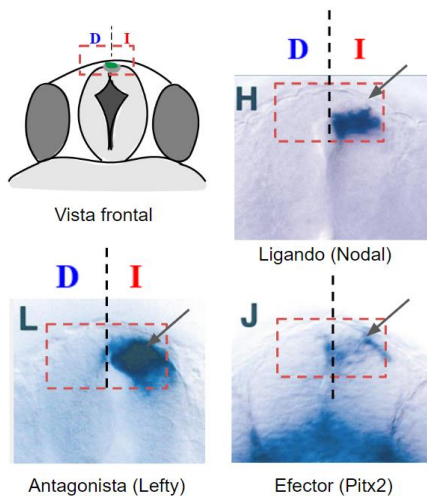 D I
Vista frontal
D I
H
Ligando (Nodal)
D I
L
Antagonista (Lefty)
J
Efector (Pitx2)